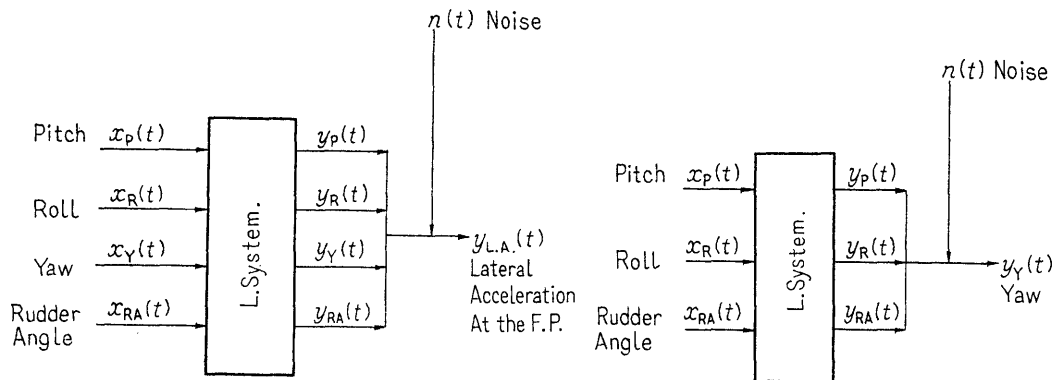 n(t) Noise
Pitch
x_P(t)
y_P(t)
Roll
x_R(t)
y_R(t)
Yaw
x_Y(t)
y_Y(t)
Rudder
Angle
x_RA(t)
y_RA(t)
L.System.
y_L.A.(t)
Lateral
Acceleration
At the F.P.
n(t) Noise
Pitch
x_P(t)
y_P(t)
Roll
x_R(t)
y_R(t)
Rudder
Angle
x_RA(t)
y_RA(t)
L.System.
y_Y(t)
Yaw